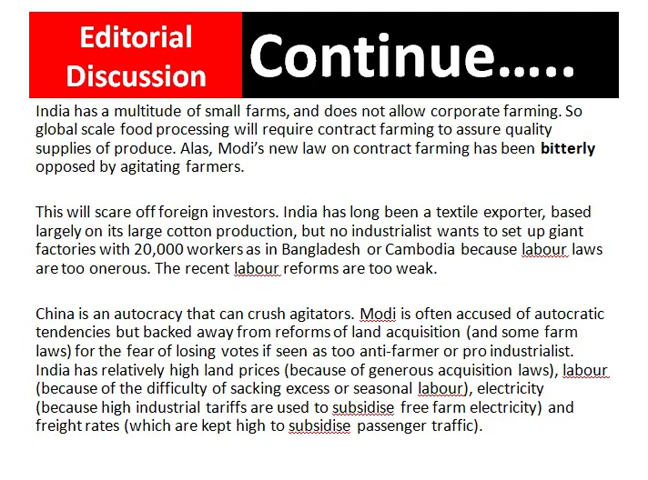 Editorial
Discussion
Continue.....
India has a multitude of small farms, and does not allow corporate farming. So
global scale food processing will require contract farming to assure quality
supplies of produce. Alas, Modi's new law on contract farming has been bitterly
opposed by agitating farmers.
This will scare off foreign investors. India has long been a textile exporter, based
largely on its large cotton production, but no industrialist wants to set up giant
factories with 20,000 workers as in Bangladesh or Cambodia because labour laws
are too onerous. The recent labour reforms are too weak.
China is an autocracy that can crush agitators. Modi is often accused of autocratic
tendencies but backed away from reforms of land acquisition (and some farm
laws) for the fear of losing votes if seen as too anti-farmer or pro industrialist.
India has relatively high land prices (because of generous acquisition laws), labour
(because of the difficulty of sacking excess or seasonal labour), electricity
(because high industrial tariffs are used to subsidise free farm electricity) and
freight rates (which are kept high to subsidise passenger traffic).